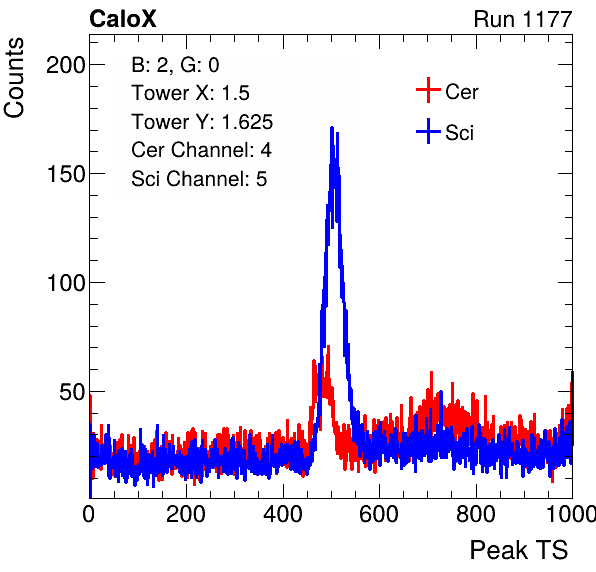 CaloX
Run 1177
Counts
B: 2, G: 0
Tower X: 1.5
Tower Y: 1.625
Cer Channel: 4
Sci Channel: 5
Cer
Sci
200
150
100
50
0 200 400 600 800 1000
Peak TS